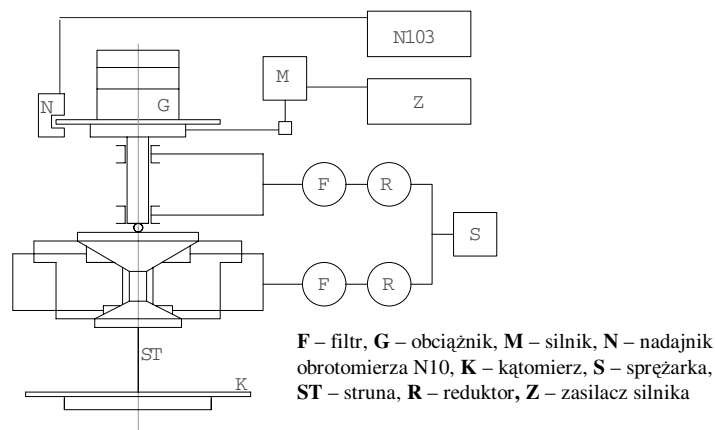 N103
M
N
G
Z
F
R
S
F
R
ST
K
F – filtr, G – obciążnik, M – silnik, N – nadajnik
obrotomierza N10, K – kątomierz, S – sprężarka,
ST – struna, R – reduktor, Z – zasilacz silnika